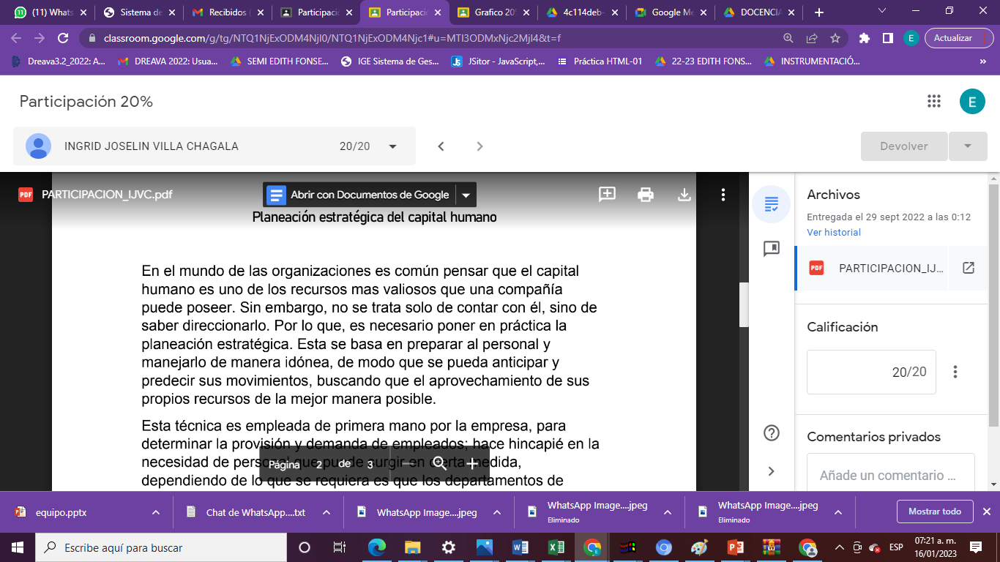 (11) Whats
Sistema de
Recibidos (
Participaci
Participaci
Grafico 20
4c114deb-
Google Me
DOCENCIA
classroom.google.com/g/tg/NTQ1NjExODM4NjI0/NTQ1NjExODM4Njc1#u=MTI3ODMxNjc2MjI4&t=f
E
Actualizar
Dreava3.2_2022: A...
DREAVA 2022: Usua...
SEMI EDITH FONSE...
IGE Sistema de Ges...
JSitor - JavaScript,...
Práctica HTML-01
22-23 EDITH FONS...
INSTRUMENTACIÓ...
»
Participación 20%
E
INGRID JOSELIN VILLA CHAGALA
20/20
Devolver
PDF
PARTICIPACION_IJVC.pdf
Abrir con Documentos de Google
Planeación estratégica del capital humano
En el mundo de las organizaciones es común pensar que el capital
humano es uno de los recursos mas valiosos que una compañía
puede poseer. Sin embargo, no se trata solo de contar con él, sino de
saber direccionarlo. Por lo que, es necesario poner en práctica la
planeación estratégica. Esta se basa en preparar al personal y
manejarlo de manera idónea, de modo que se pueda anticipar y
predecir sus movimientos, buscando que el aprovechamiento de sus
propios recursos de la mejor manera posible.
Esta técnica es empleada de primera mano por la empresa, para
determinar la provisión y demanda de empleados, hace hincapié en la
necesidad de personal que puede surgir en cierta medida,
dependiendo de lo que se requiera es que los departamentos de
Página 2 de 3
Archivos
Entregada el 29 sept 2022 a las 0:12
Ver historial
PDF
PARTICIPACION_IJ...
Calificación
20/20
Comentarios privados
Añade un comentario ...
equipo.pptx
Chat de WhatsApp....txt
WhatsApp Image....jpeg
WhatsApp Image....jpeg
Eliminado
WhatsApp Image....jpeg
Eliminado
Mostrar todo
Escribe aquí para buscar
ESP
07:21 a. m.
16/01/2023